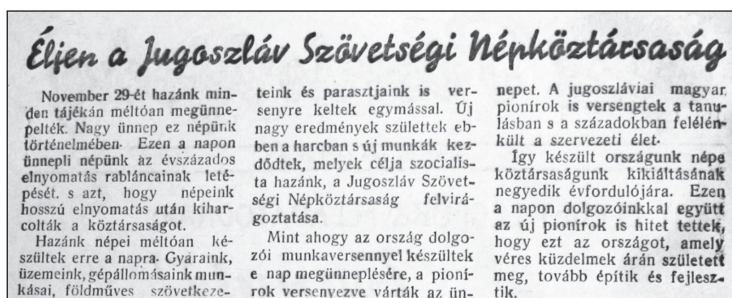 Éljen a Jugoszláv Szövetségi Népköztársaság
November 29-ét hazánk min-
den tájékán méltóan megünne-
pelték. Nagy ünnep ez népünk
történelmében. Ezen a napon
ünnepli népünk az évszázados
elnyomatás rabláncainak leté-
pését. s azt, hogy népeink
hosszú elnyomatás után kihar-
colták a köztársaságot.
Hazánk népei méltóan ké-
szültek erre a napra. Gyáraink,
üzemeink, gépállomásaink mun-
kásai, földműves szövetkeze-
teink és parasztjaink is ver-
senyre keltek egymással. Új
nagy eredmények születtek eb-
ben a harcban s új munkák kez-
dődtek, melyek célja szocialis-
ta hazánk, a Jugoszláv Szövet-
ségi Népköztársaság felvirá-
goztatása.
Mint ahogy az ország dolgo-
zói munkaversennyel készültek
e nap megünneplésére, a pioní-
rok versenyezve várták az ün-
nepet. A jugoszláviai magyar
pionírok is versengtek a tanu-
lásban s a századokban felélén-
kült a szervezeti élet.
Így készült országunk népe
köztársaságunk kikiáltásának
negyedik évfordulójára. Ezen
a napon dolgozóinkkal együtt
az új pionírok is hitet tettek,
hogy ezt az országot, amely
véres küzdelmek árán született
meg, tovább építik és fejlesz-
tik.